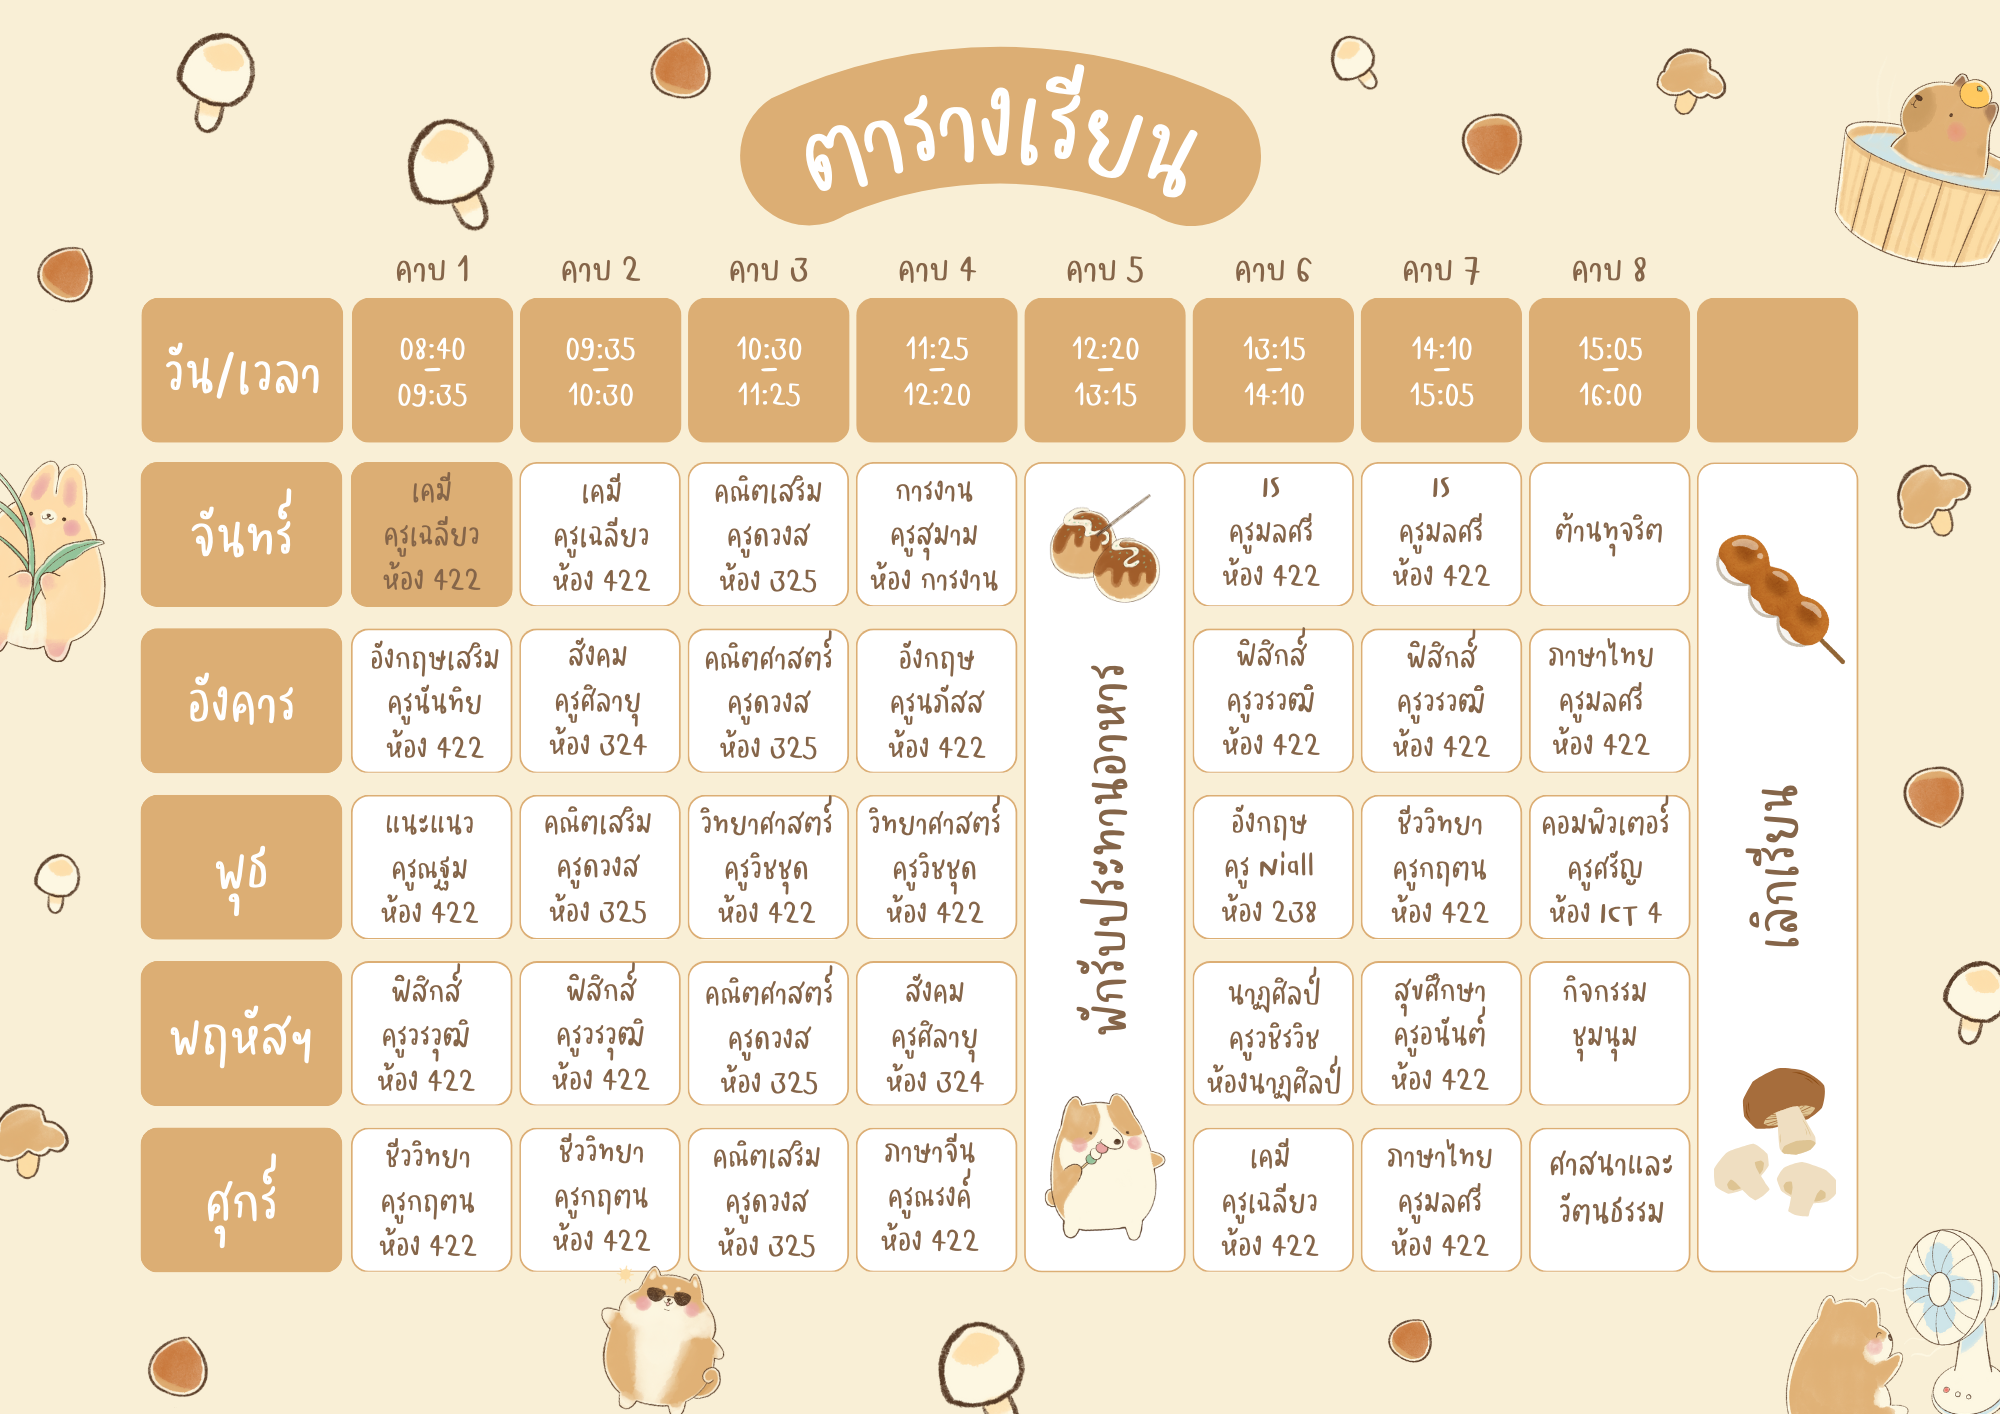 ตารางเรียน
คาบ 1
คาบ 2
คาบ 3
คาบ 4
คาบ 5
คาบ 6
คาบ 7
คาบ 8
วัน/เวลา
08:40
–
09:35
09:35
–
10:30
10:30
–
11:25
11:25
–
12:20
12:20
–
13:15
13:15
–
14:10
14:10
–
15:05
15:05
–
16:00
จันทร์
เคมี
ครูเฉลียว
ห้อง 422
เคมี
ครูเฉลียว
ห้อง 422
คณิตเสริม
ครูดวงส
ห้อง 325
การงาน
ครูสุมาม
ห้อง การงาน
พักรับประทานอาหาร
IS
ครูมลศรี
ห้อง 422
IS
ครูมลศรี
ห้อง 422
ต้านทุจริต
เลิกเรียน
อังคาร
อังกฤษเสริม
ครูนันทิย
ห้อง 422
สังคม
ครูศิลายุ
ห้อง 324
คณิตศาสตร์
ครูดวงส
ห้อง 325
อังกฤษ
ครูนภัสส
ห้อง 422
ฟิสิกส์
ครูวรวฒิ
ห้อง 422
ฟิสิกส์
ครูวรวฒิ
ห้อง 422
ภาษาไทย
ครูมลศรี
ห้อง 422
พุธ
แนะแนว
ครูณฐม
ห้อง 422
คณิตเสริม
ครูดวงส
ห้อง 325
วิทยาศาสตร์
ครูวิชชุด
ห้อง 422
วิทยาศาสตร์
ครูวิชชุด
ห้อง 422
อังกฤษ
ครู Niall
ห้อง 238
ชีววิทยา
ครูกฤตน
ห้อง 422
คอมพิวเตอร์
ครูศรัญ
ห้อง ICT 4
พฤหัสฯ
ฟิสิกส์
ครูวรวุฒิ
ห้อง 422
ฟิสิกส์
ครูวรวุฒิ
ห้อง 422
คณิตศาสตร์
ครูดวงส
ห้อง 325
สังคม
ครูศิลายุ
ห้อง 324
นาฏศิลป์
ครูวชิรวิช
ห้องนาฏศิลป์
สุขศึกษา
ครูอนันต์
ห้อง 422
กิจกรรม
ชุมนุม
ศุกร์
ชีววิทยา
ครูกฤตน
ห้อง 422
ชีววิทยา
ครูกฤตน
ห้อง 422
คณิตเสริม
ครูดวงส
ห้อง 325
ภาษาจีน
ครูณรงค์
ห้อง 422
เคมี
ครูเฉลียว
ห้อง 422
ภาษาไทย
ครูมลศรี
ห้อง 422
ศาสนาและ
วัฒนธรรม